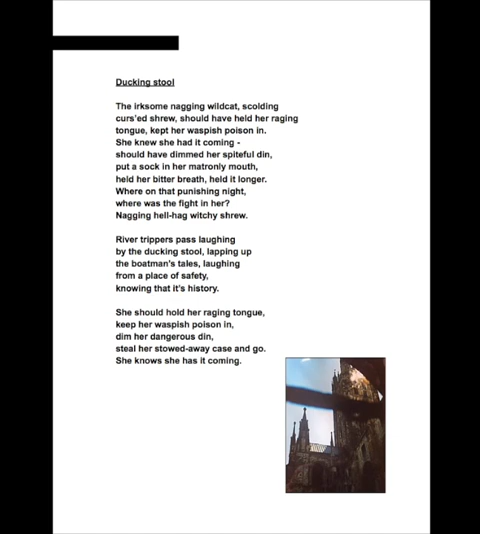 Ducking stool
The irksome nagging wildcat, scolding
curs'ed shrew, should have held her raging
tongue, kept her waspish poison in.
She knew she had it coming -
should have dimmed her spiteful din,
put a sock in her matronly mouth,
held her bitter breath, held it longer.
Where on that punishing night,
where was the fight in her?
Nagging hell-hag witchy shrew.
River trippers pass laughing
by the ducking stool, lapping up
the boatman's tales, laughing
from a place of safety,
knowing that it's history.
She should hold her raging tongue,
keep her waspish poison in,
dim her dangerous din,
steal her stowed-away case and go.
She knows she has it coming.